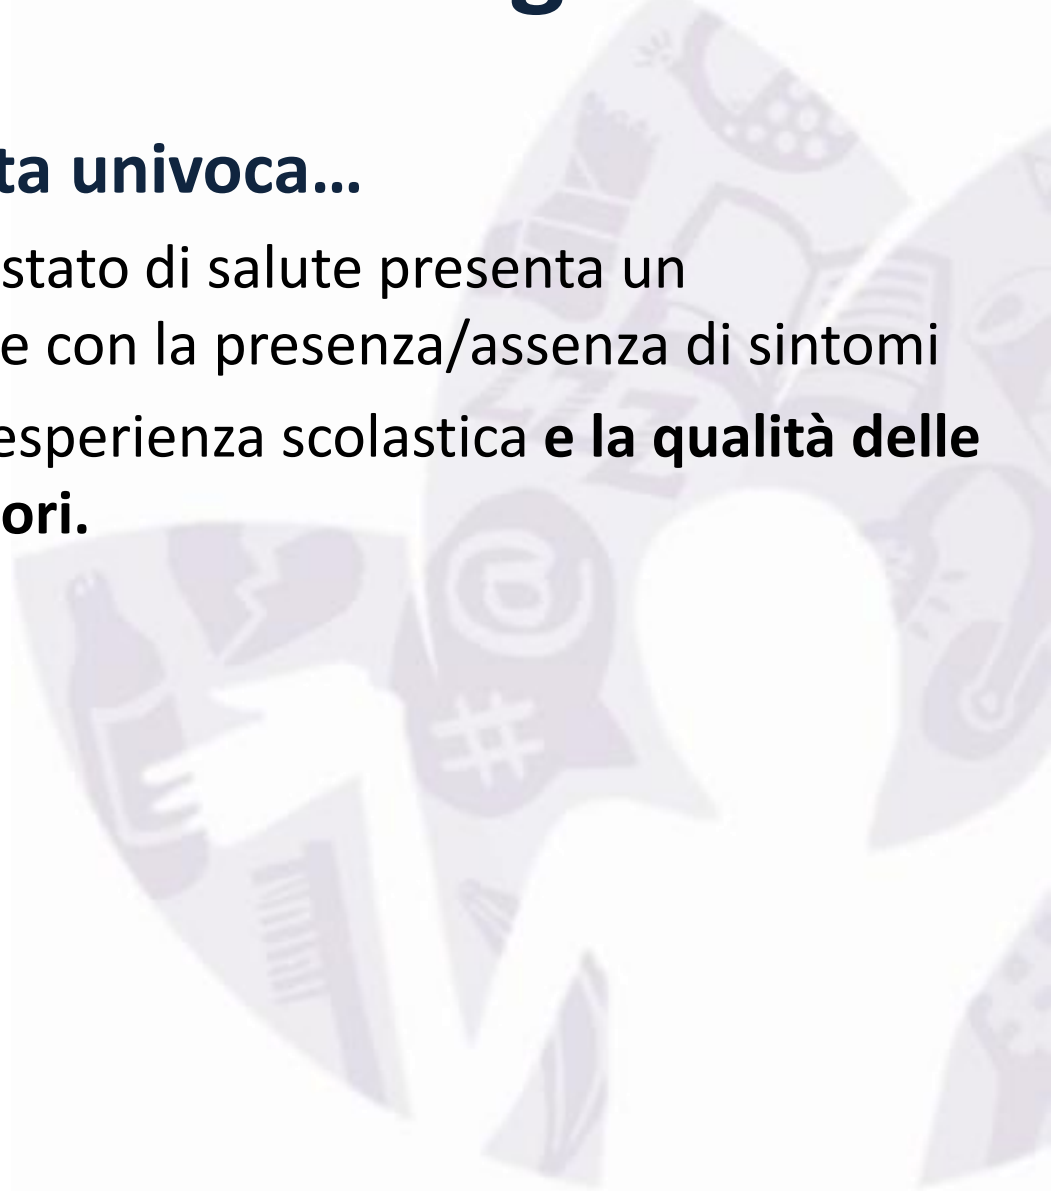 ta univoca...
stato di salute presenta un
e con la presenza/assenza di sintomi
esperienza scolastica e la qualità delle
ori.
@
#